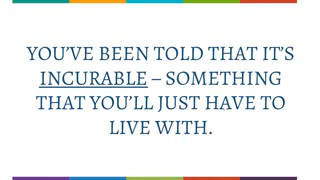 YOU’VE BEEN TOLD THAT IT’S
INCURABLE – SOMETHING
THAT YOU’LL JUST HAVE TO
LIVE WITH.